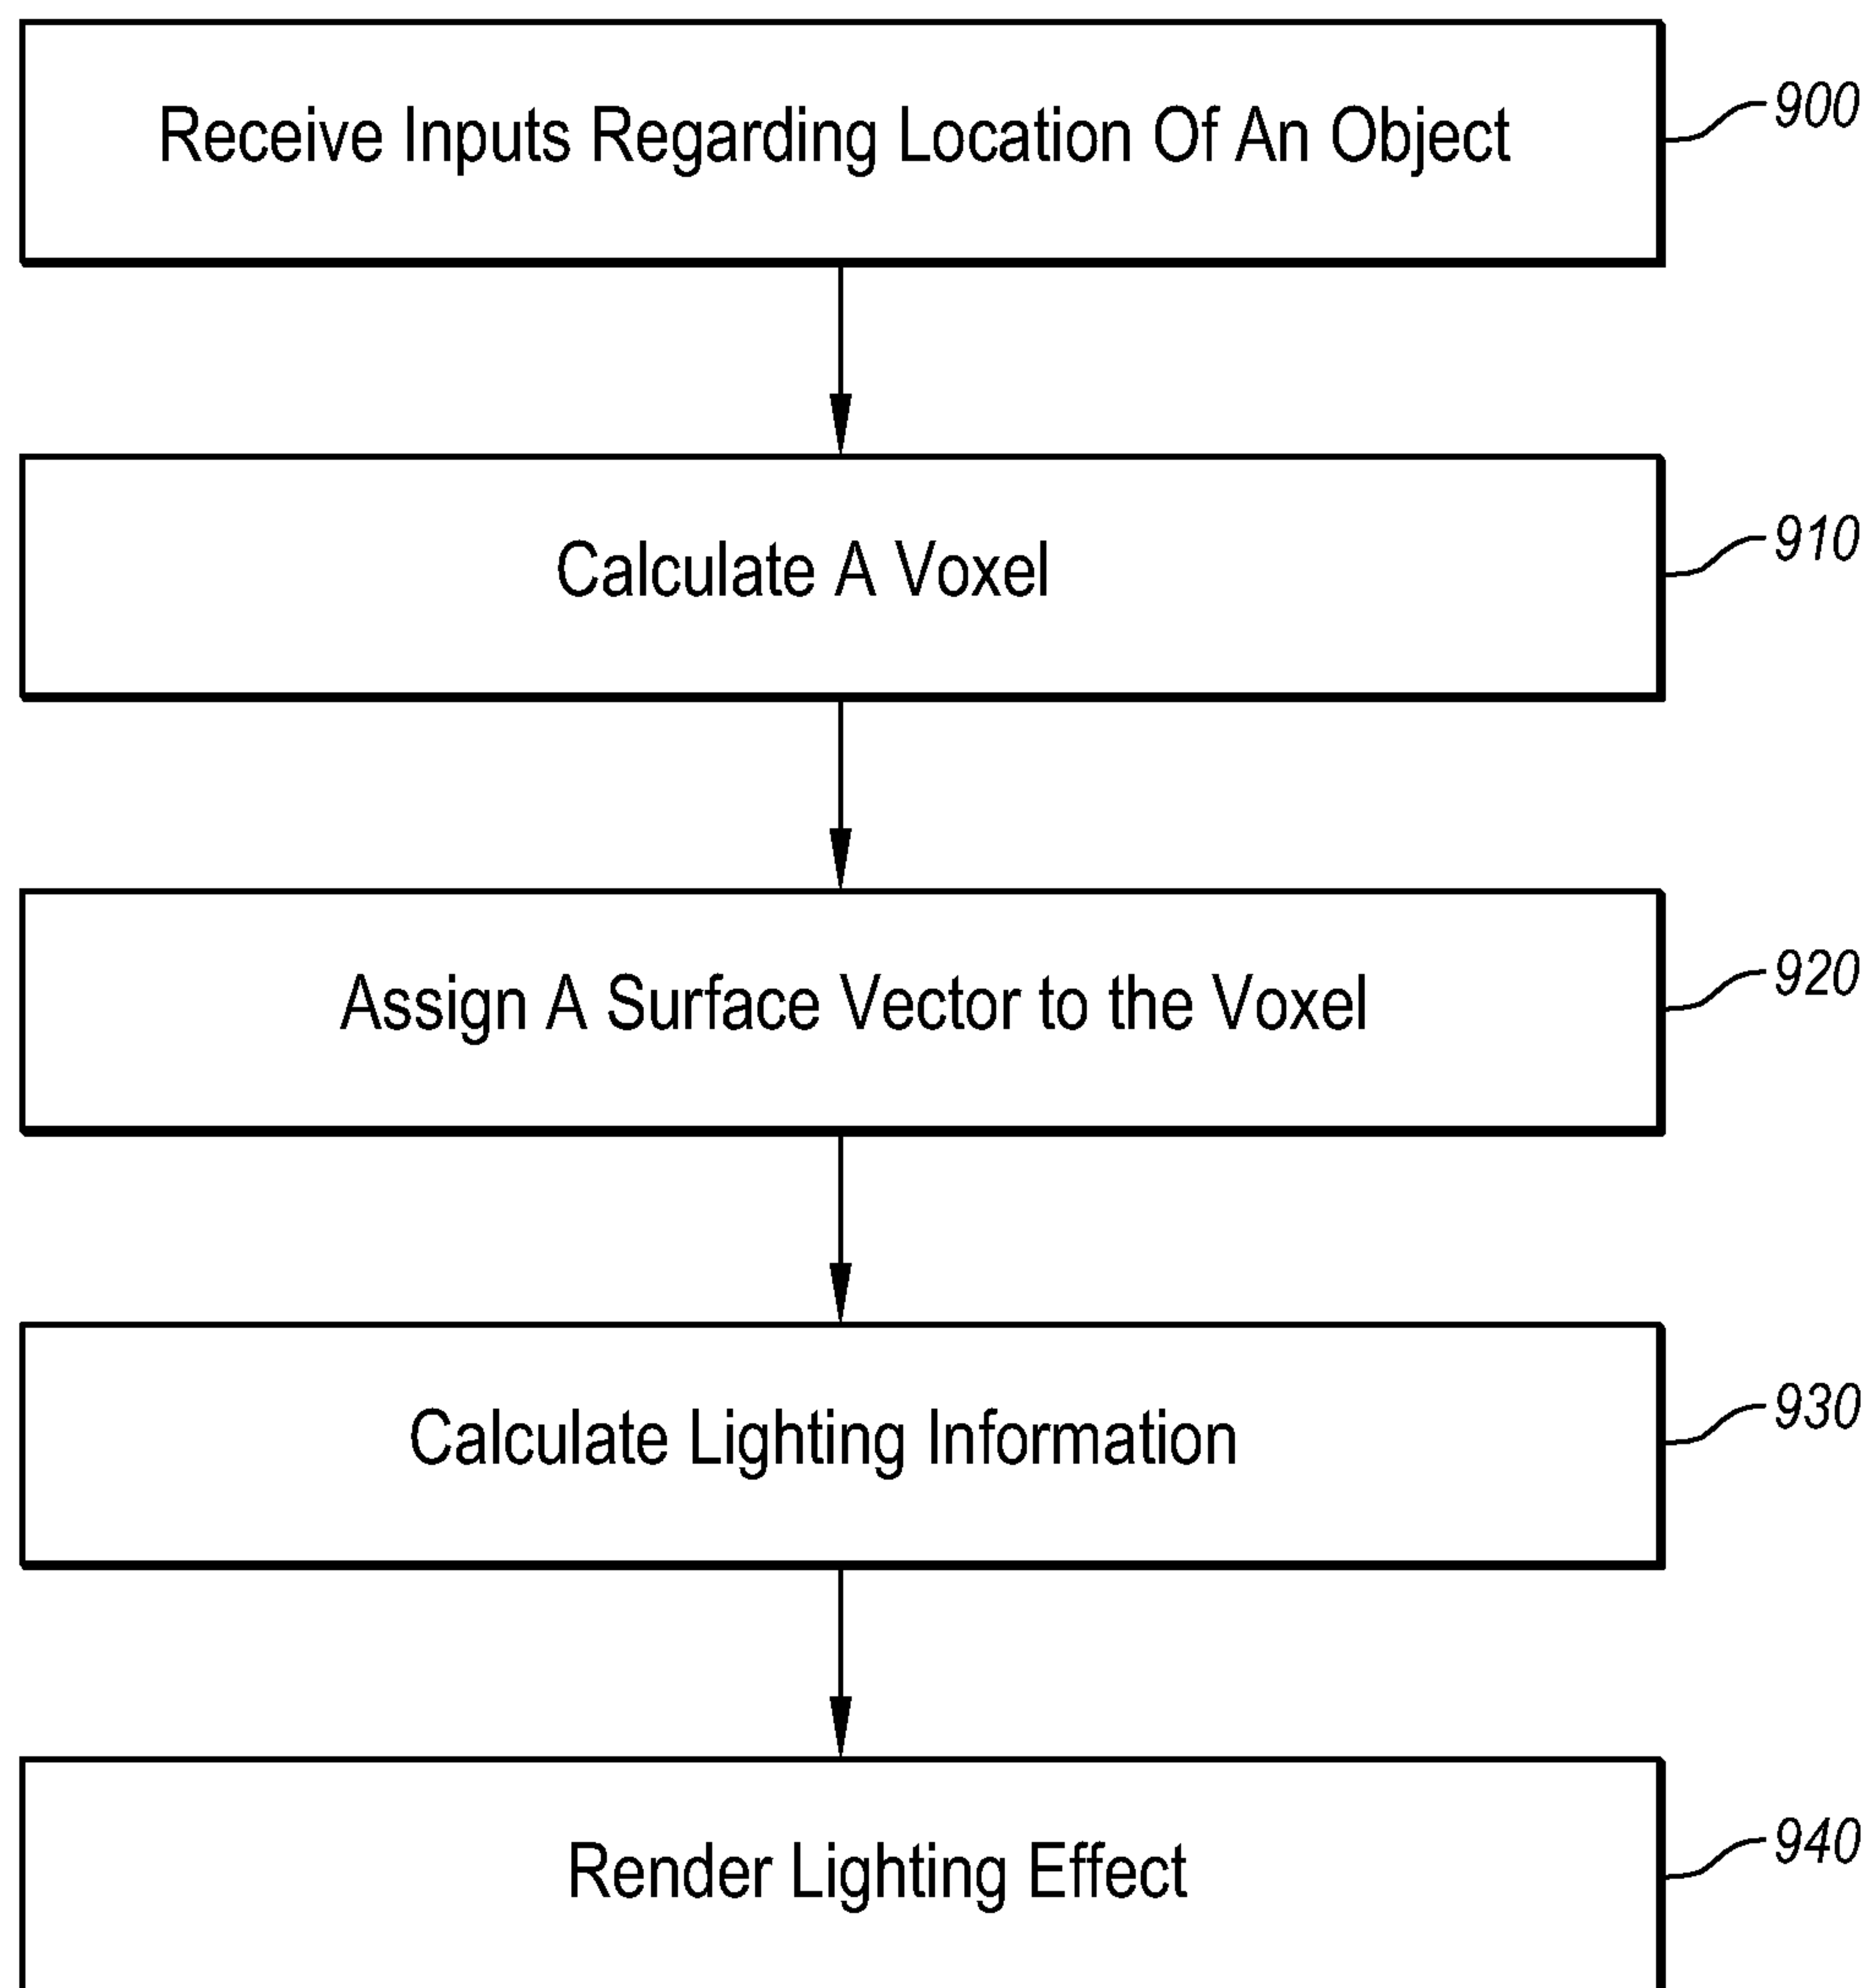 Receive Inputs Regarding Location Of An Object
900
Calculate A Voxel
910
Assign A Surface Vector to the Voxel
920
Calculate Lighting Information
930
Render Lighting Effect
940